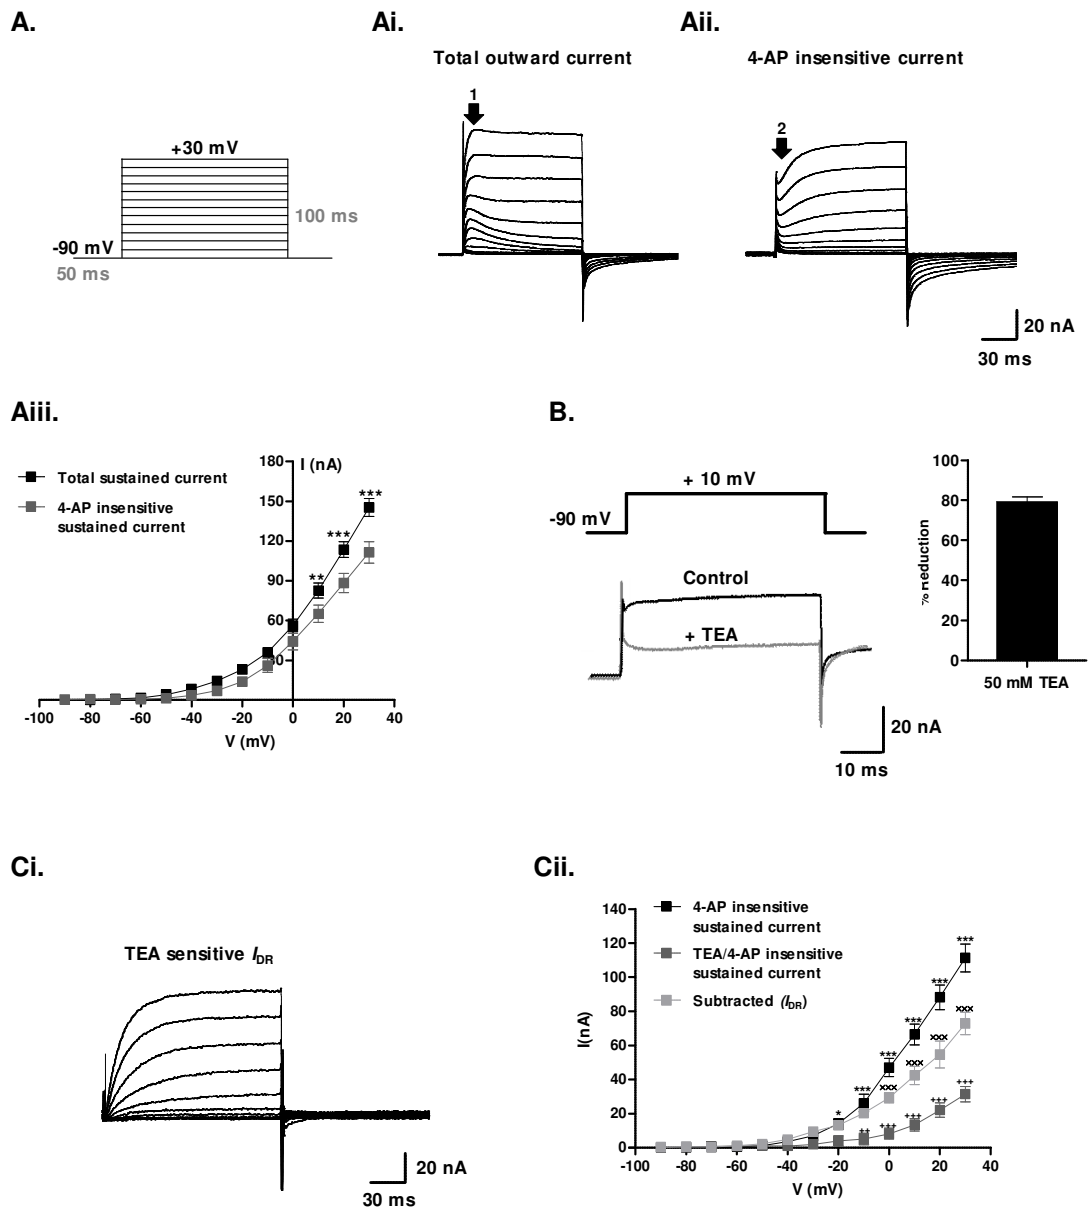 A.
Ai.
Aii.
Total outward current
4-AP insensitive current
1
2
+30 mV
100 ms
-90 mV
50 ms
20 nA
30 ms
Aiii.
B.
Total sustained current
4-AP insensitive
sustained current
I (nA)
180
150
120
90
60
30
***
***
**
-100
-80
-60
-40
-20
0
20
40
V (mV)
+ 10 mV
-90 mV
Control
+ TEA
20 nA
10 ms
100
80
60
40
20
0
% Reduction
50 mM TEA
Ci.
Cii.
TEA sensitive IDR
20 nA
30 ms
4-AP insensitive
sustained current
TEA/4-AP insensitive
sustained current
Subtracted (IDR)
I(nA)
140
120
100
80
60
40
20
0
*
***
***
***
***
***
×××
×××
×××
×××
++
+++
+++
+++
+++
-100
-80
-60
-40
-20
0
20
40
V (mV)